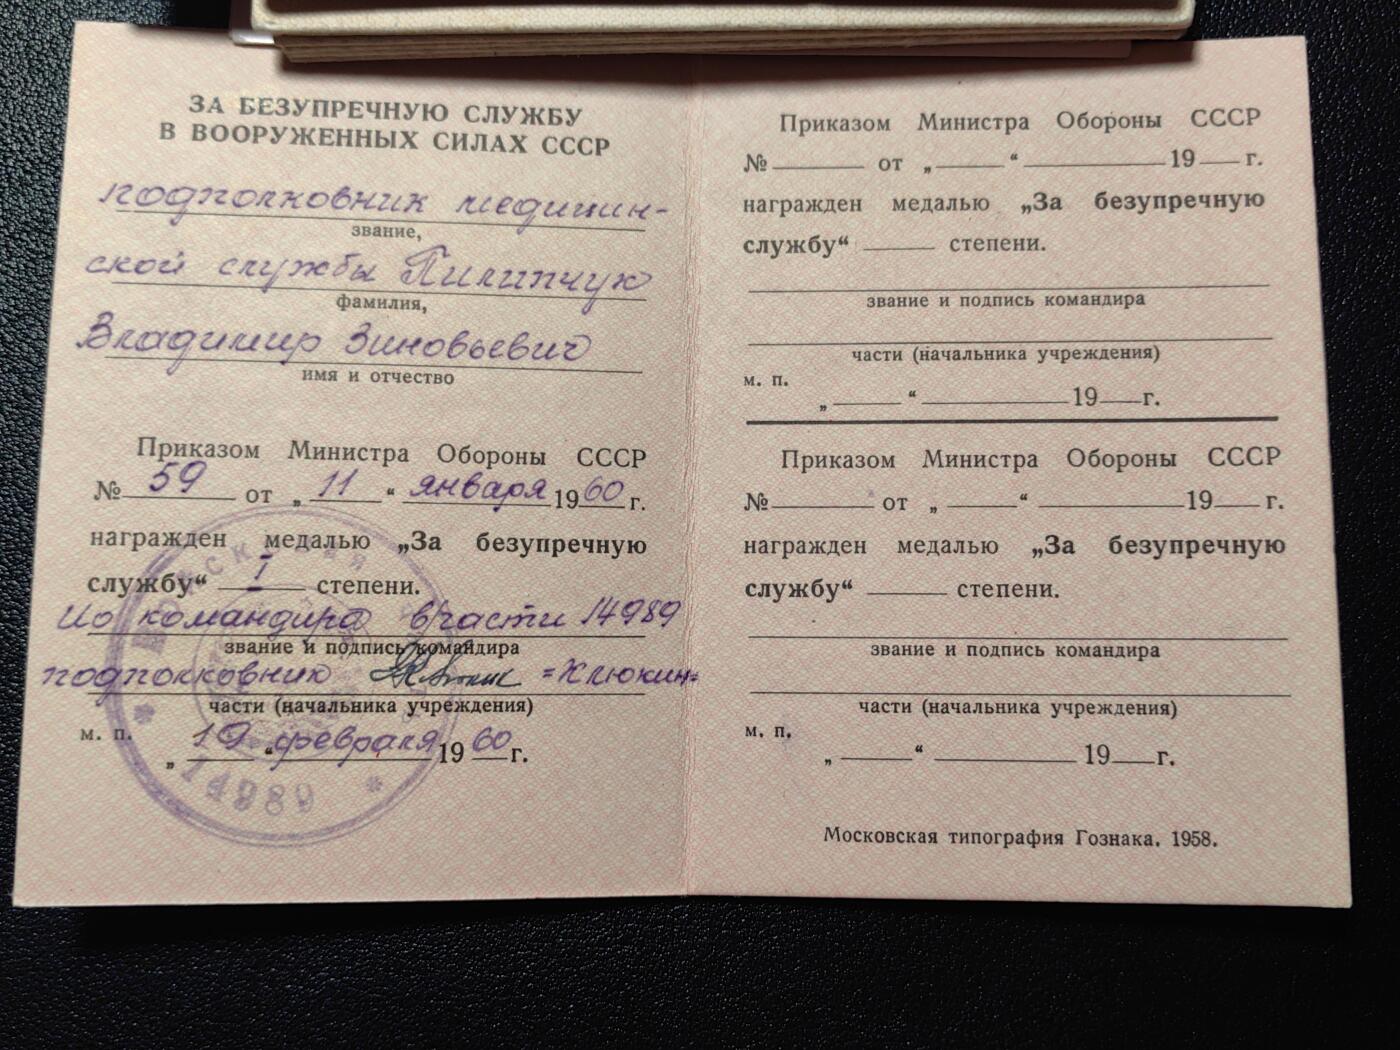 ЗА БЕЗУПРЕЧНУЮ СЛУЖБУ
В ВООРУЖЕННЫХ СИЛАХ СССР
подполковник медицин-
звание,
ской службы Пилипчук
фамилия,
Владимир Зиновьевич
имя и отчество
Приказом Министра Обороны СССР
№ 59 от „ 11 “ января 19 60 г.
награжден медалью „За безупречную
службу“ I степени.
Ио командира в/части 14989
звание и подпись командира
подполковник =Клюкин=
части (начальника учреждения)
м. п.
„ 19 “ февраля 19 60 г.
14989
Приказом Министра Обороны СССР
№ от „ “ 19 г.
награжден медалью „За безупречную
службу“ степени.
звание и подпись командира
части (начальника учреждения)
м. п.
„ “ 19 г.
Приказом Министра Обороны СССР
№ от „ “ 19 г.
награжден медалью „За безупречную
службу“ степени.
звание и подпись командира
части (начальника учреждения)
м. п.
„ “ 19 г.
Московская типография Гознака. 1958.